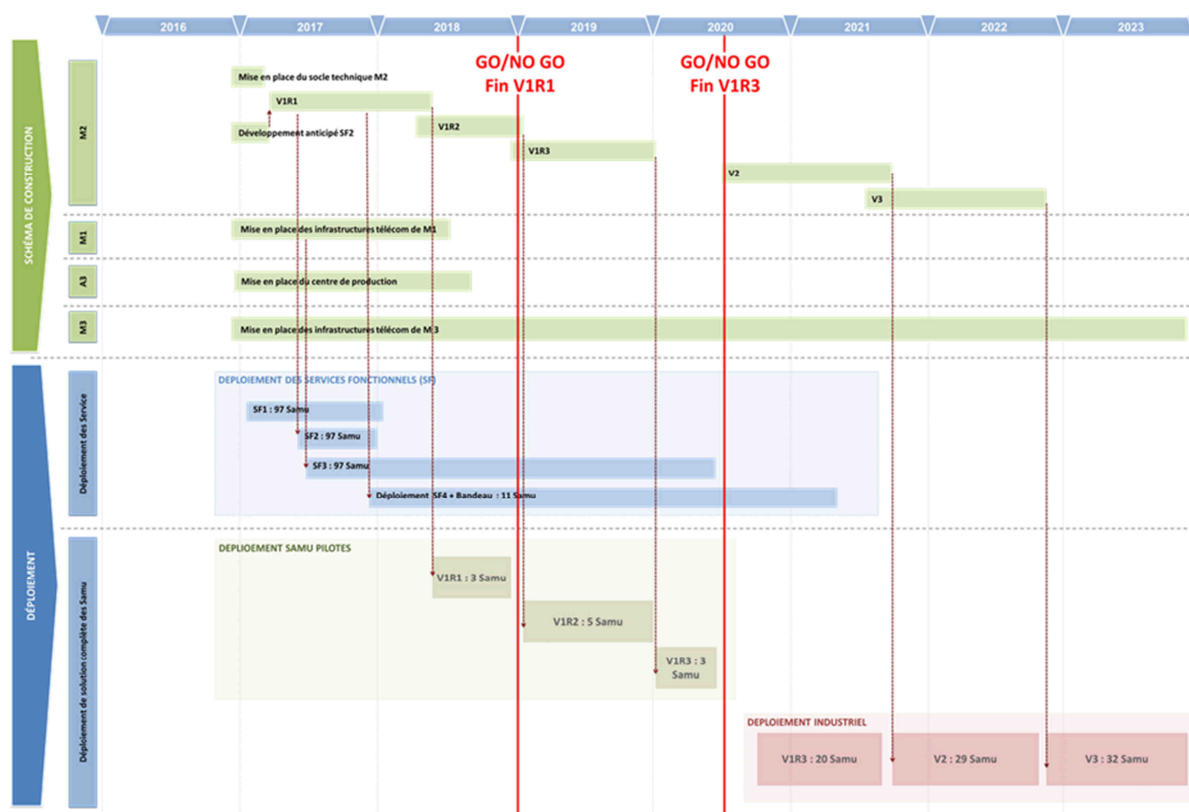 2016
2017
2018
2019
2020
2021
2022
2023
SCHÉMA DE CONSTRUCTION
M2
GO/NO GO
Fin V1R1
GO/NO GO
Fin V1R3
Mise en place du socle technique M2
V1R1
Développement anticipé SF2
V1R2
V1R3
V2
V3
M1
Mise en place des infrastructures télécom de M1
A3
Mise en place du centre de production
M3
Mise en place des infrastructures télécom de M3
DÉPLOIEMENT
Déploiement des Service
DEPLOIEMENT DES SERVICES FONCTIONNELS (SF)
SF1 : 97 Samu
SF2 : 97 Samu
SF3 : 97 Samu
Déploiement SF4 + Bandeau : 11 Samu
Déploiement de solution complète des Samu
DEPLIOEMENT SAMU PILOTES
V1R1 : 3 Samu
V1R2 : 5 Samu
V1R3 : 3
Samu
DEPLOIEMENT INDUSTRIEL
V1R3 : 20 Samu
V2 : 29 Samu
V3 : 32 Samu